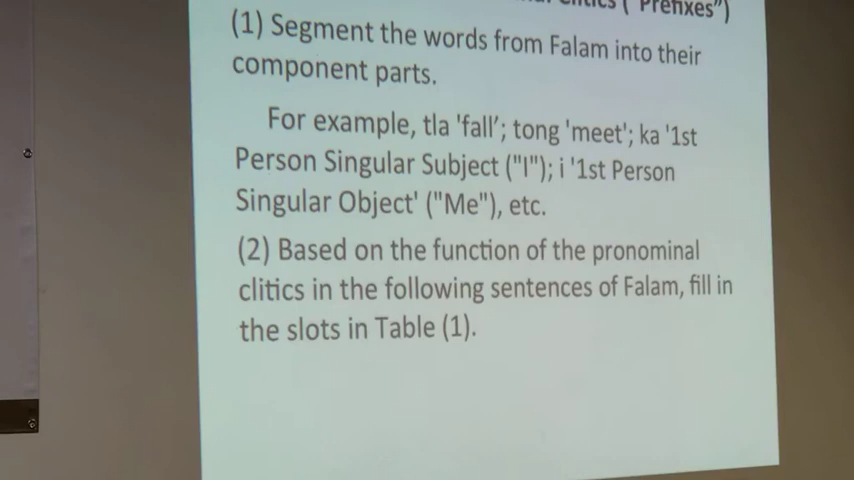 Clitics ("Prefixes")
(1) Segment the words from Falam into their
component parts.
For example, tla 'fall'; tong 'meet'; ka '1st
Person Singular Subject ("I"); i '1st Person
Singular Object' ("Me"), etc.
(2) Based on the function of the pronominal
clitics in the following sentences of Falam, fill in
the slots in Table (1).